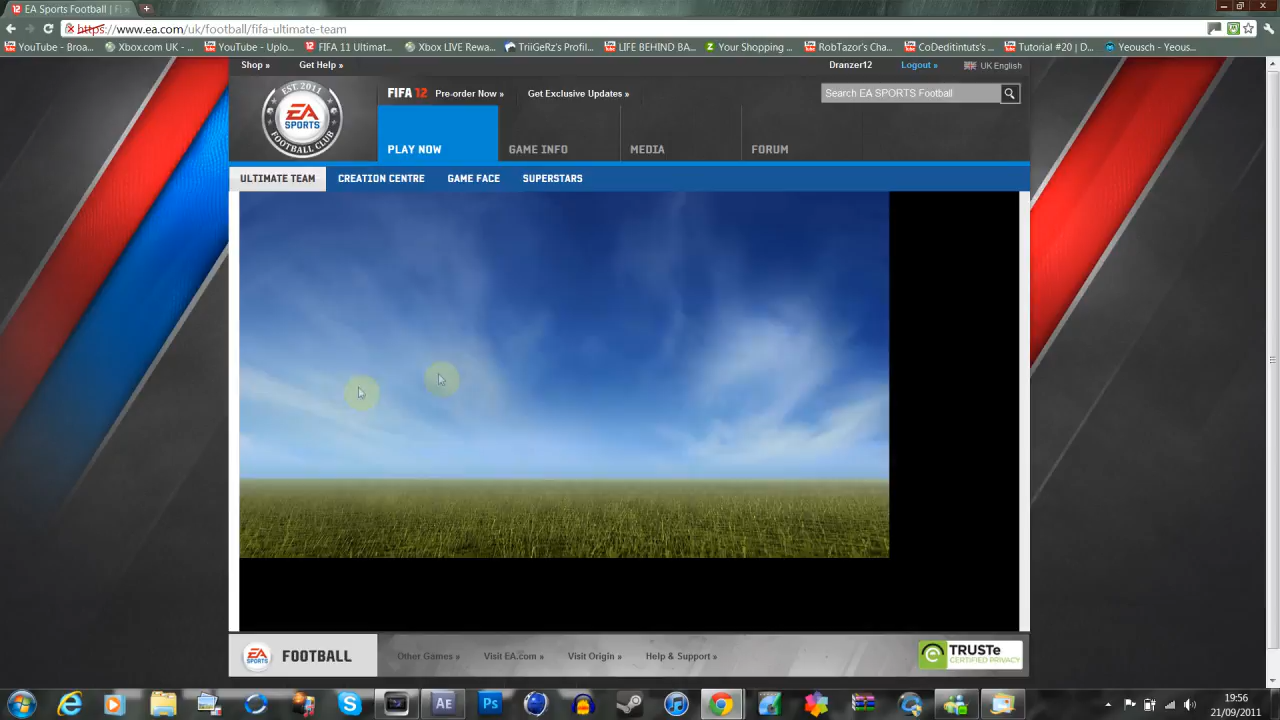 EA Sports Football | F
https://www.ea.com/uk/football/fifa-ultimate-team
YouTube - Broa...
Xbox.com UK - ...
YouTube - Uplo...
FIFA 11 Ultimat...
Xbox LIVE Rewa...
TriiGeRz's Profil...
LIFE BEHIND BA...
Your Shopping ...
RobTazor's Cha...
CoDeditintuts's ...
Tutorial #20 | D...
Yeousch - Yeous...
Shop »
Get Help »
Dranzer12
Logout »
UK English
EST. 2011
EA
SPORTS
FOOTBALL CLUB
FIFA 12 Pre-order Now »
Get Exclusive Updates »
Search EA SPORTS Football
PLAY NOW
GAME INFO
MEDIA
FORUM
ULTIMATE TEAM
CREATION CENTRE
GAME FACE
SUPERSTARS
EA
SPORTS
FOOTBALL
Other Games »
Visit EA.com »
Visit Origin »
Help & Support »
TRUSTe
CERTIFIED PRIVACY
AE
Ps
19:56
21/09/2011